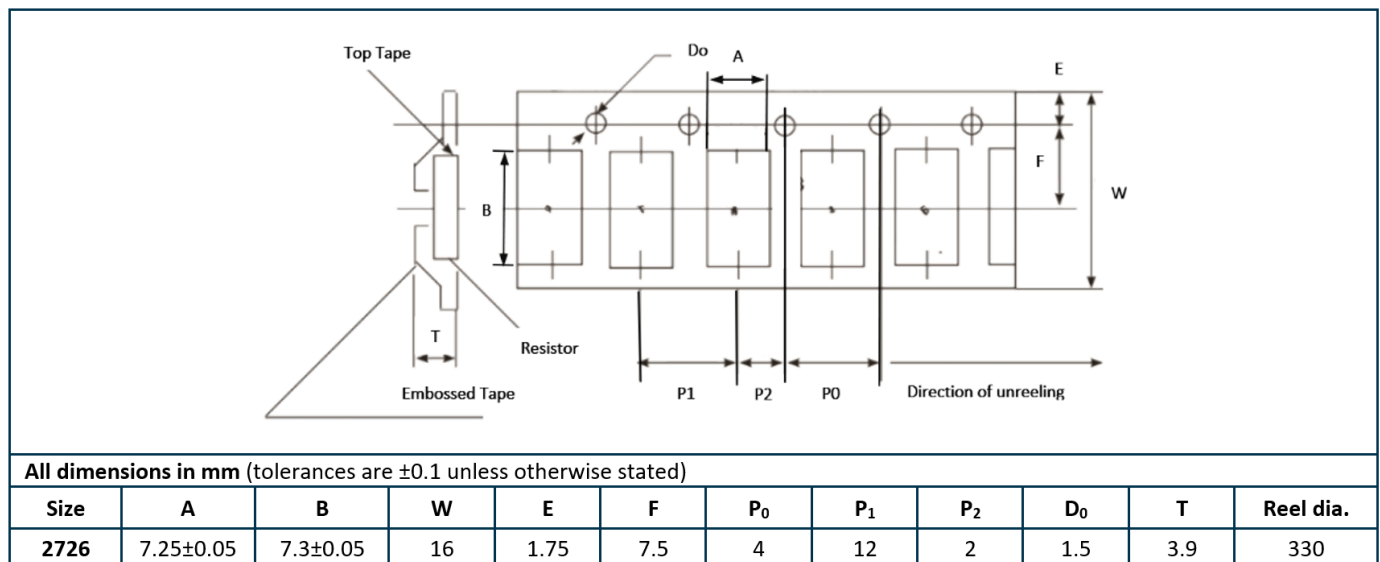 Top Tape
Do
A
E
F
W
B
T
Resistor
Embossed Tape
P1
P2
P0
Direction of unreeling
All dimensions in mm (tolerances are ±0.1 unless otherwise stated)
Size A B W E F P₀ P₁ P₂ D₀ T Reel dia.
2726 7.25±0.05 7.3±0.05 16 1.75 7.5 4 12 2 1.5 3.9 330